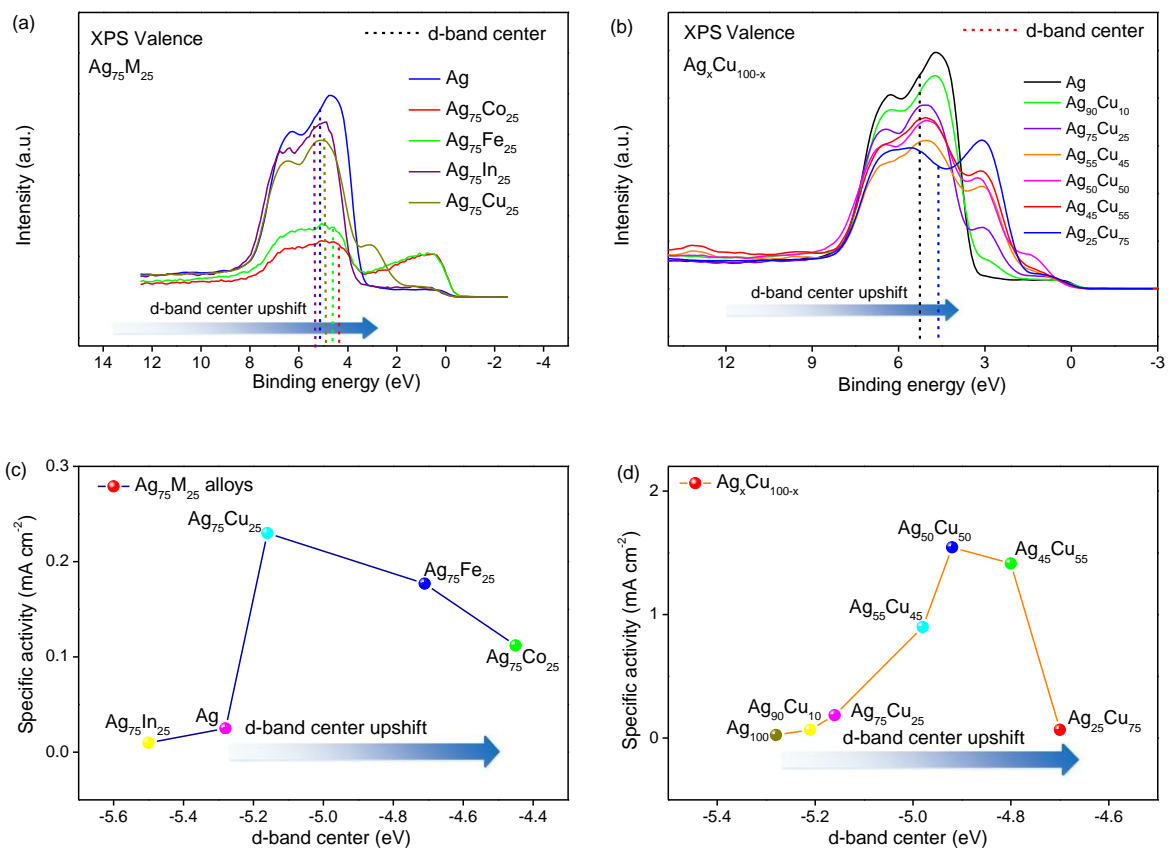 (a)
XPS Valence
Ag₇₅M₂₅
d-band center
Ag
Ag₇₅Co₂₅
Ag₇₅Fe₂₅
Ag₇₅In₂₅
Ag₇₅Cu₂₅
d-band center upshift
Intensity (a.u.)
14 12 10 8 6 4 2 0 -2 -4
Binding energy (eV)
(b)
XPS Valence
AgₓCu₁₀₀₋ₓ
d-band center
Ag
Ag₉₀Cu₁₀
Ag₇₅Cu₂₅
Ag₅₅Cu₄₅
Ag₅₀Cu₅₀
Ag₄₅Cu₅₅
Ag₂₅Cu₇₅
d-band center upshift
Intensity (a.u.)
12 9 6 3 0 -3
Binding energy (eV)
(c)
0.3
0.2
0.1
0.0
Specific activity (mA cm⁻²)
Ag₇₅M₂₅ alloys
Ag₇₅Cu₂₅
Ag₇₅Fe₂₅
Ag₇₅Co₂₅
Ag₇₅In₂₅
Ag
d-band center upshift
-5.6 -5.4 -5.2 -5.0 -4.8 -4.6 -4.4
d-band center (eV)
(d)
2
1
0
Specific activity (mA cm⁻²)
AgₓCu₁₀₀₋ₓ
Ag₅₀Cu₅₀
Ag₄₅Cu₅₅
Ag₅₅Cu₄₅
Ag₉₀Cu₁₀
Ag₇₅Cu₂₅
Ag₁₀₀
Ag₂₅Cu₇₅
d-band center upshift
-5.4 -5.2 -5.0 -4.8 -4.6
d-band center (eV)